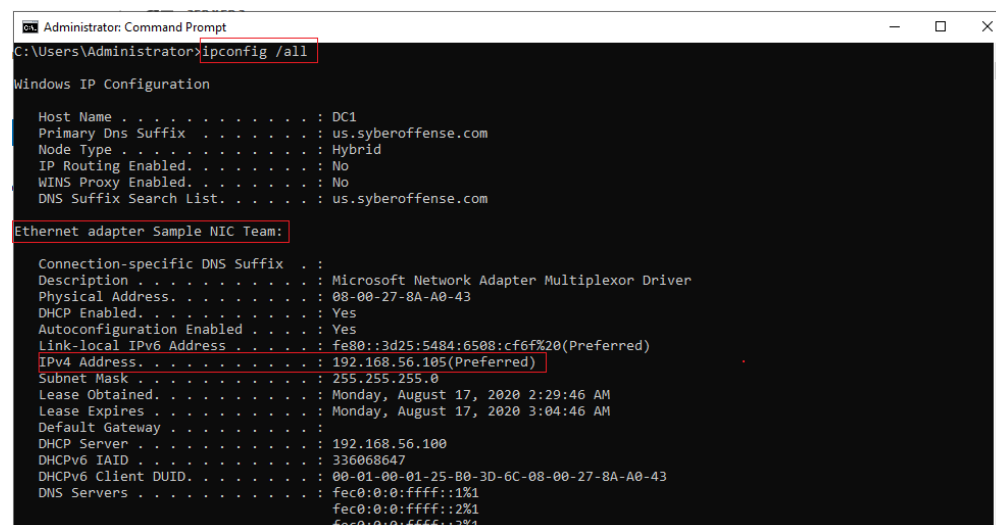 Administrator: Command Prompt
C:\Users\Administrator>ipconfig /all
Windows IP Configuration
Host Name . . . . . . . . . . . . : DC1
Primary Dns Suffix . . . . . . . : us.syberoffense.com
Node Type . . . . . . . . . . . . : Hybrid
IP Routing Enabled. . . . . . . . : No
WINS Proxy Enabled. . . . . . . . : No
DNS Suffix Search List. . . . . . : us.syberoffense.com
Ethernet adapter Sample NIC Team:
Connection-specific DNS Suffix . :
Description . . . . . . . . . . . : Microsoft Network Adapter Multiplexor Driver
Physical Address. . . . . . . . . : 08-00-27-8A-A0-43
DHCP Enabled. . . . . . . . . . . : Yes
Autoconfiguration Enabled . . . . : Yes
Link-local IPv6 Address . . . . . : fe80::3d25:5484:6508:cf6f%20(Preferred)
IPv4 Address. . . . . . . . . . . : 192.168.56.105(Preferred)
Subnet Mask . . . . . . . . . . . : 255.255.255.0
Lease Obtained. . . . . . . . . . : Monday, August 17, 2020 2:29:46 AM
Lease Expires . . . . . . . . . . : Monday, August 17, 2020 3:04:46 AM
Default Gateway . . . . . . . . . :
DHCP Server . . . . . . . . . . . : 192.168.56.100
DHCPv6 IAID . . . . . . . . . . . : 336068647
DHCPv6 Client DUID. . . . . . . . : 00-01-00-01-25-B0-3D-6C-08-00-27-8A-A0-43
DNS Servers . . . . . . . . . . . : fec0:0:0:ffff::1%1
fec0:0:0:ffff::2%1
fec0:0:0:ffff::3%1